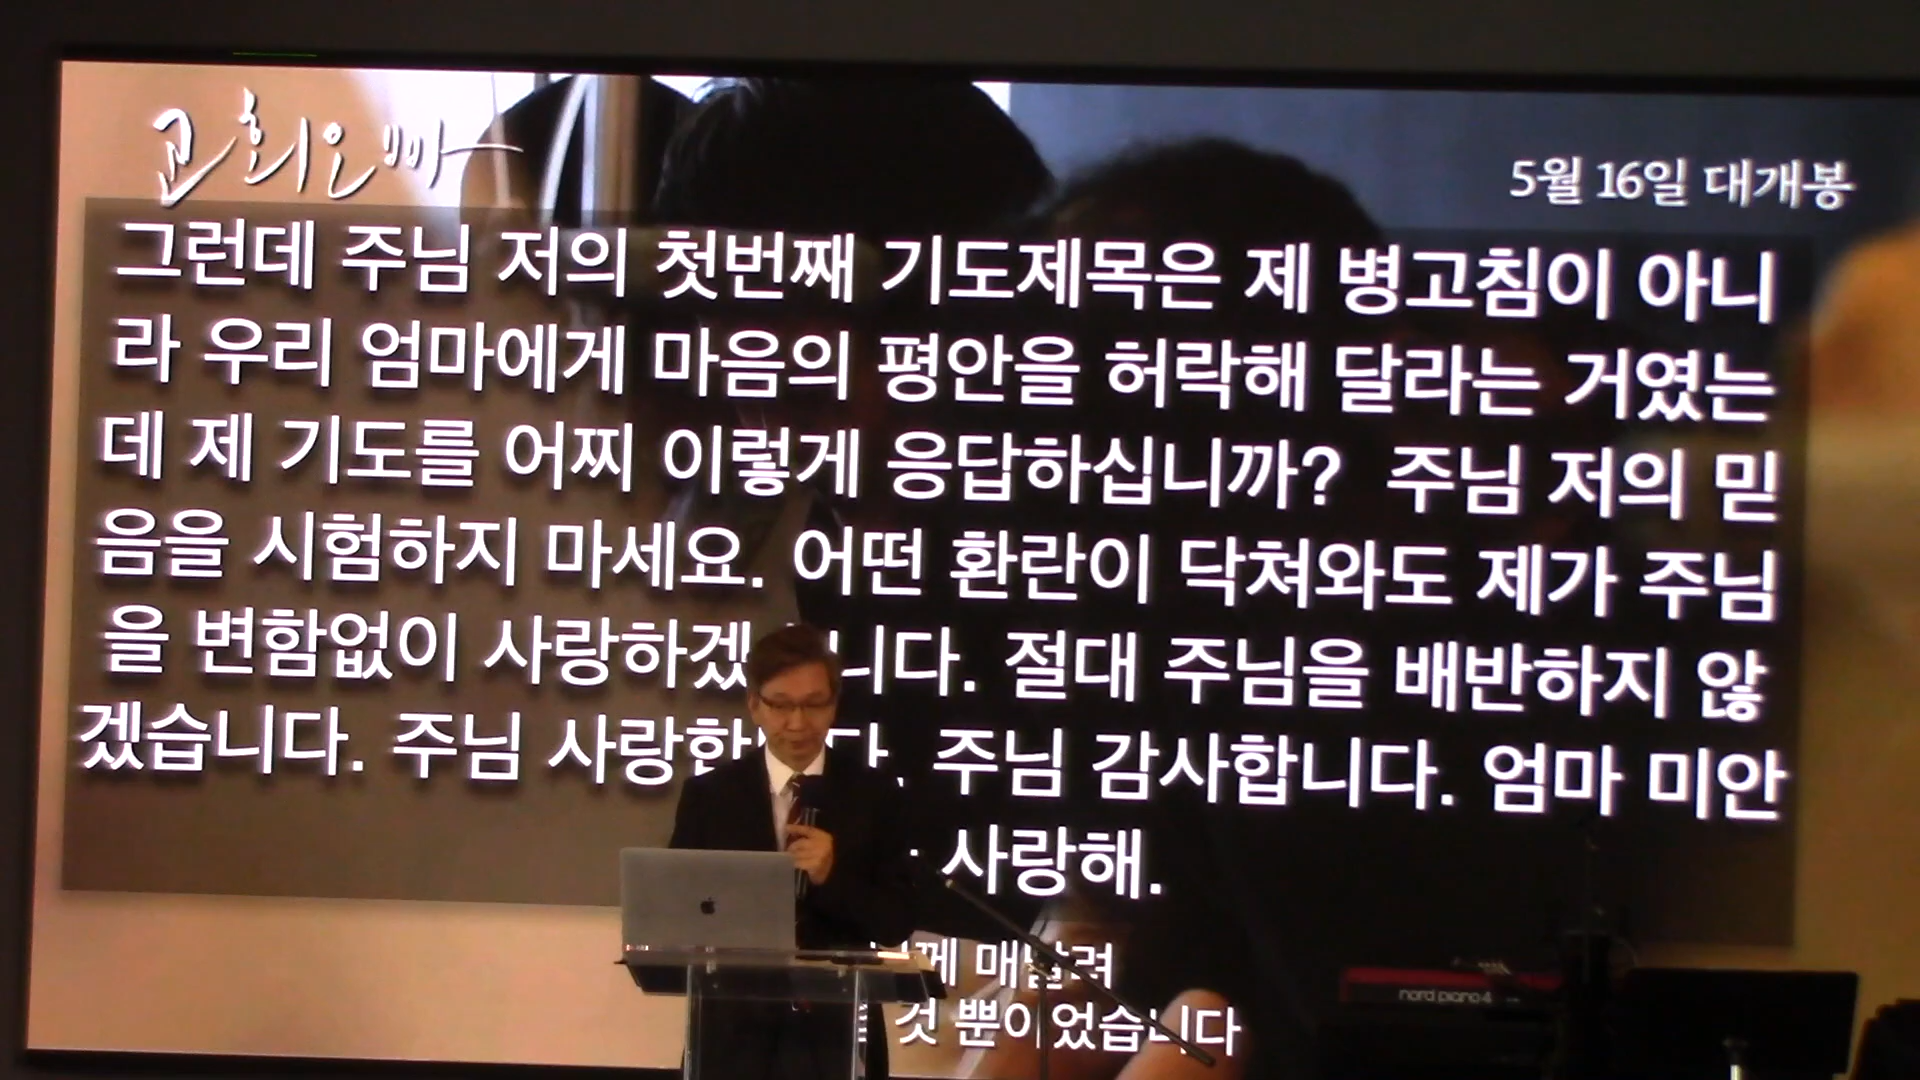 교회오빠
5월 16일 대개봉
그런데 주님 저의 첫번째 기도제목은 제 병고침이 아니
라 우리 엄마에게 마음의 평안을 허락해 달라는 거였는
데 제 기도를 어찌 이렇게 응답하십니까? 주님 저의 믿
음을 시험하지 마세요. 어떤 환란이 닥쳐와도 제가 주님
을 변함없이 사랑하겠 니다. 절대 주님을 배반하지 않
겠습니다. 주님 주님 감사합니다. 엄마 미안
사랑해.
매달려
것 뿐이었습니다
nord piano 4